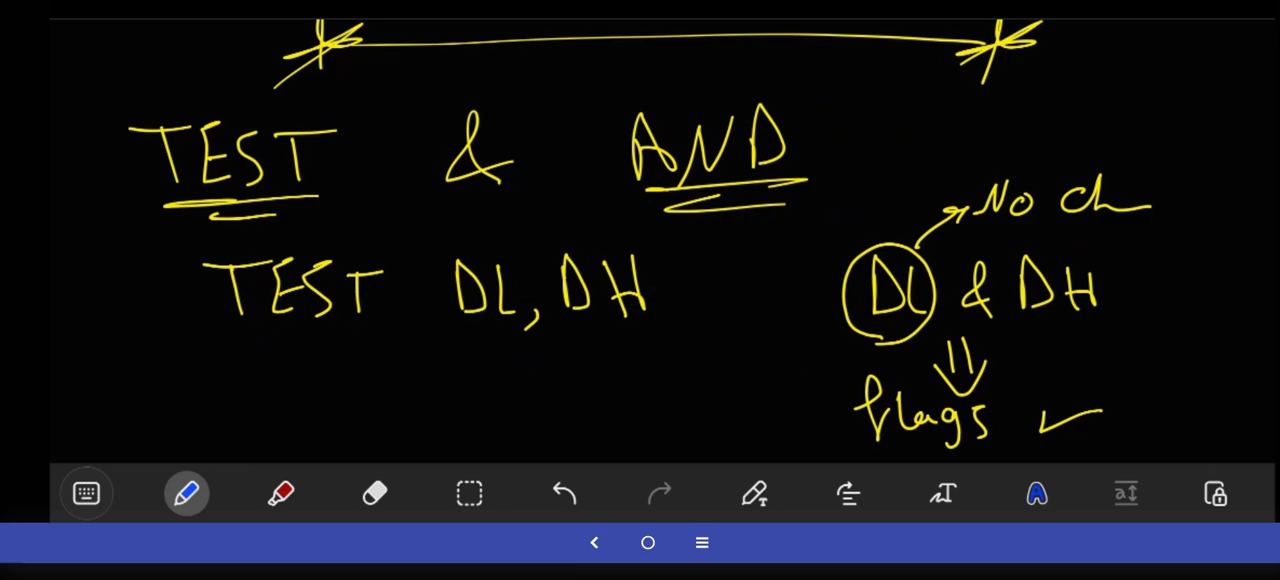 TEST & AND
No ch
TEST DL, DH
DL & DH
flags